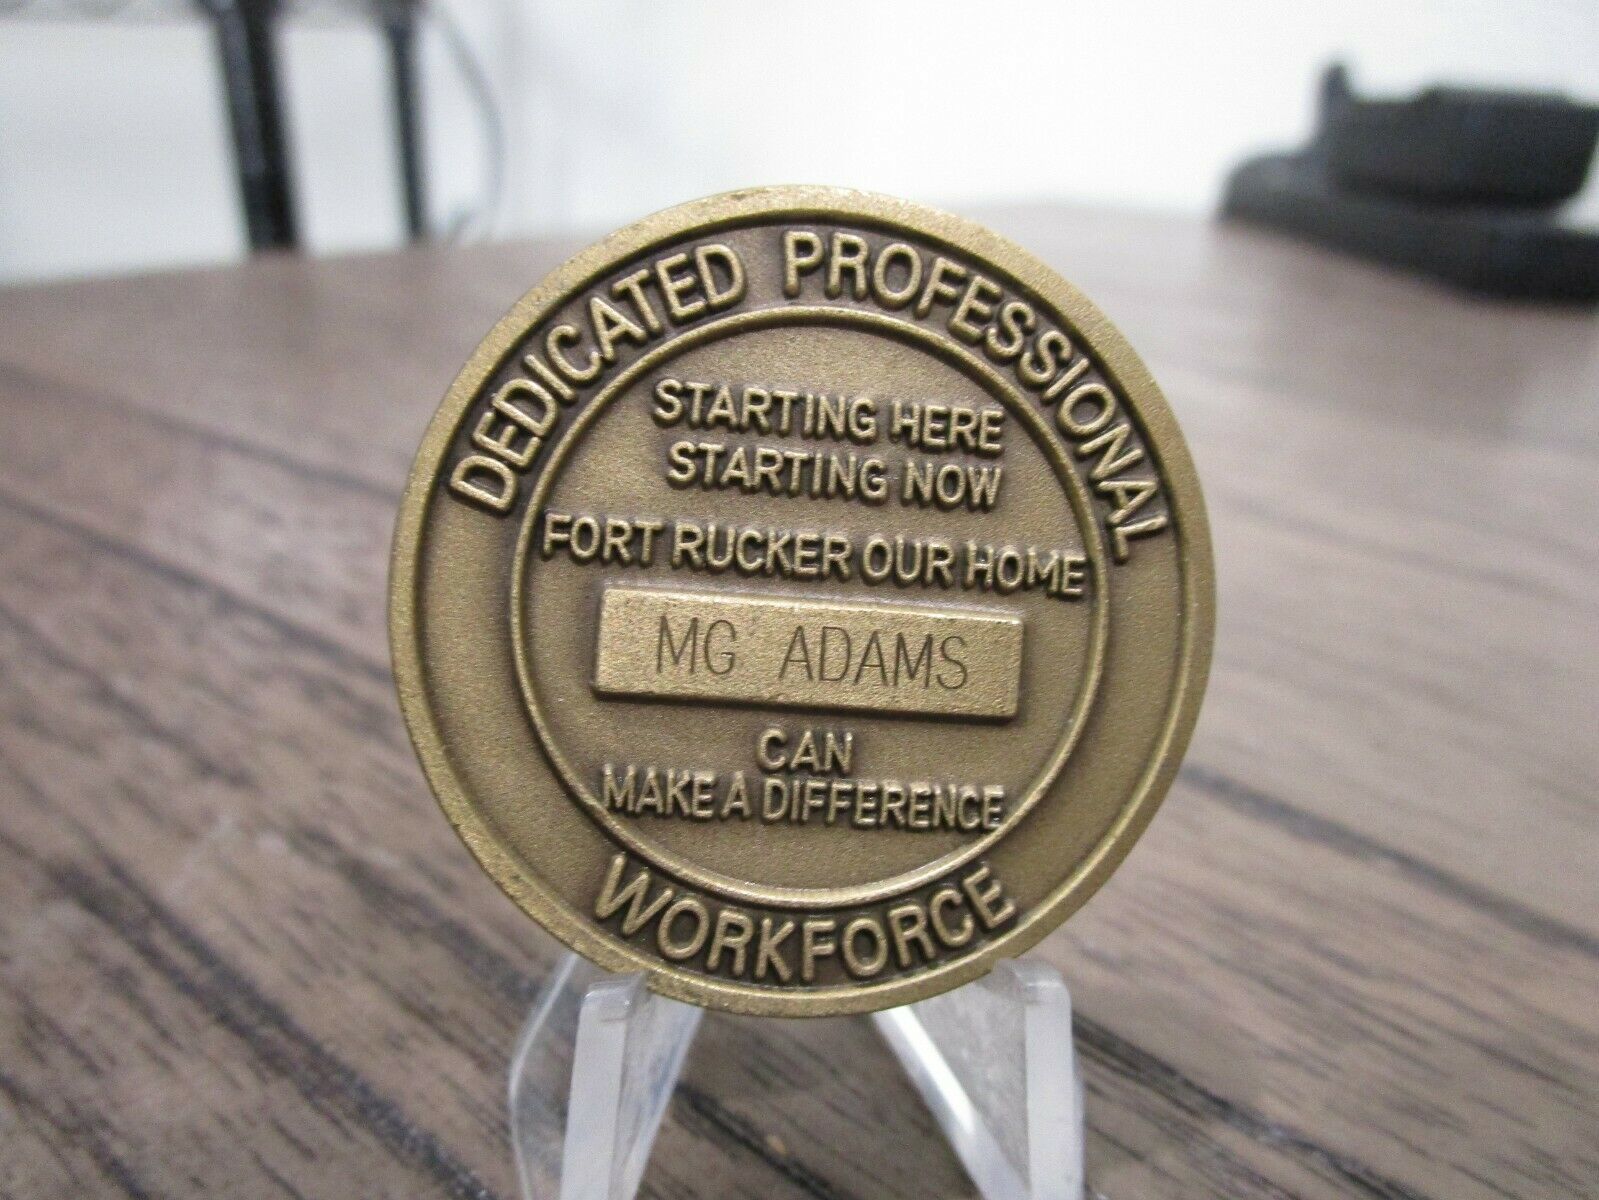 DEDICATED PROFESSIONAL
STARTING HERE
STARTING NOW
FORT RUCKER OUR HOME
MG ADAMS
CAN
MAKE A DIFFERENCE
WORKFORCE